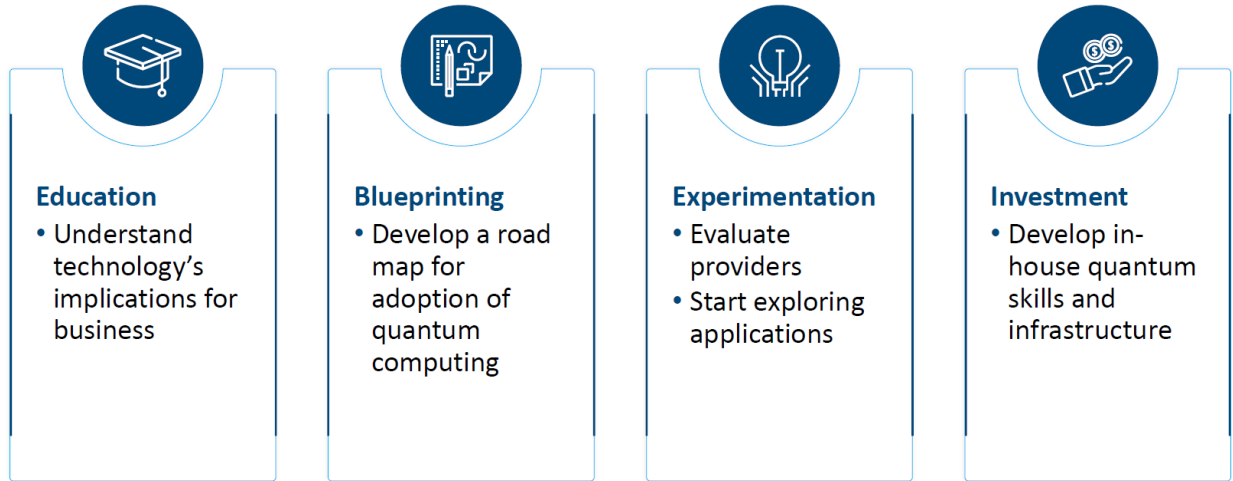 Education
• Understand
technology's
implications for
business
Blueprinting
• Develop a road
map for
adoption of
quantum
computing
Experimentation
• Evaluate
providers
• Start exploring
applications
Investment
• Develop in-
house quantum
skills and
infrastructure